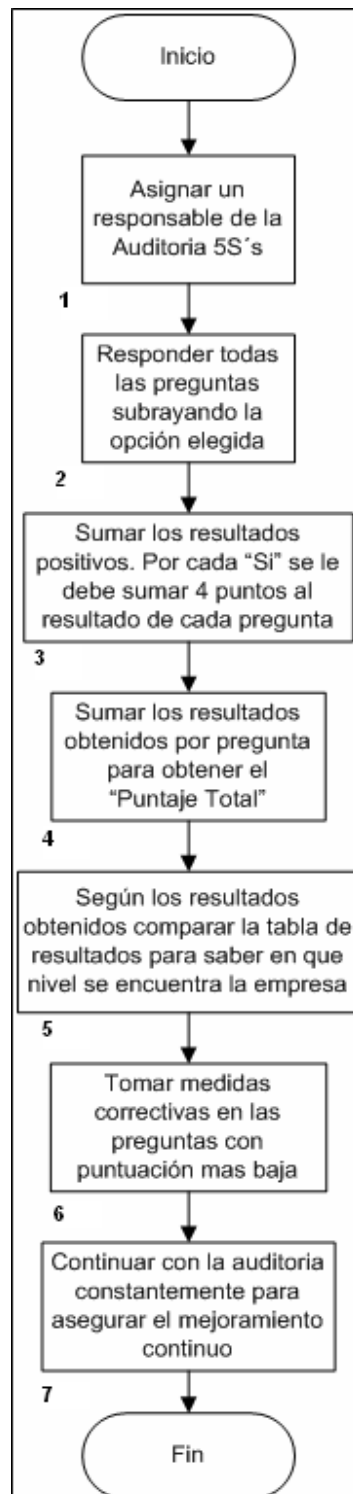 Inicio
Asignar un
responsable de la
Auditoria 5S´s
1
Responder todas
las preguntas
subrayando la
opción elegida
2
Sumar los resultados
positivos. Por cada “Si” se le
debe sumar 4 puntos al
resultado de cada pregunta
3
Sumar los resultados
obtenidos por pregunta
para obtener el
“Puntaje Total”
4
Según los resultados
obtenidos comparar la tabla de
resultados para saber en que
nivel se encuentra la empresa
5
Tomar medidas
correctivas en las
preguntas con
puntuación mas baja
6
Continuar con la auditoria
constantemente para
asegurar el mejoramiento
continuo
7
Fin